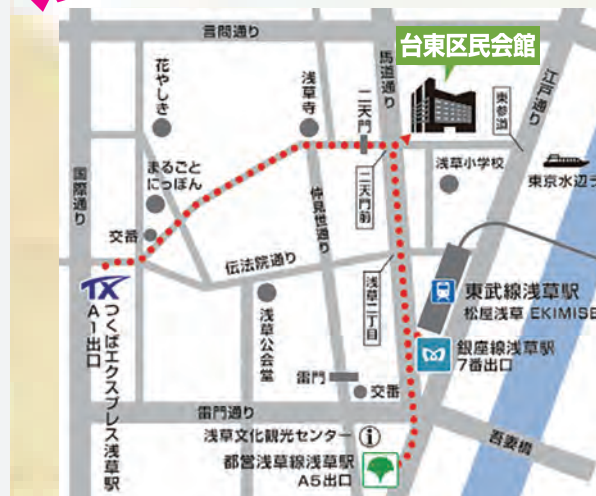 言問通り
台東区民会館
花やしき
浅草寺
二天門
馬道通り
江戸通り
東参道
国際通り
まるごと
にっぽん
二天門前
浅草小学校
東京水辺ラ
交番
仲見世通り
伝法院通り
浅草二丁目
TX
つくばエクスプレス浅草駅
A1出口
浅草公会堂
東武線浅草駅
松屋浅草 EKIMISE
銀座線浅草駅
7番出口
雷門
交番
雷門通り
吾妻橋
浅草文化観光センター
都営浅草線浅草駅
A5出口